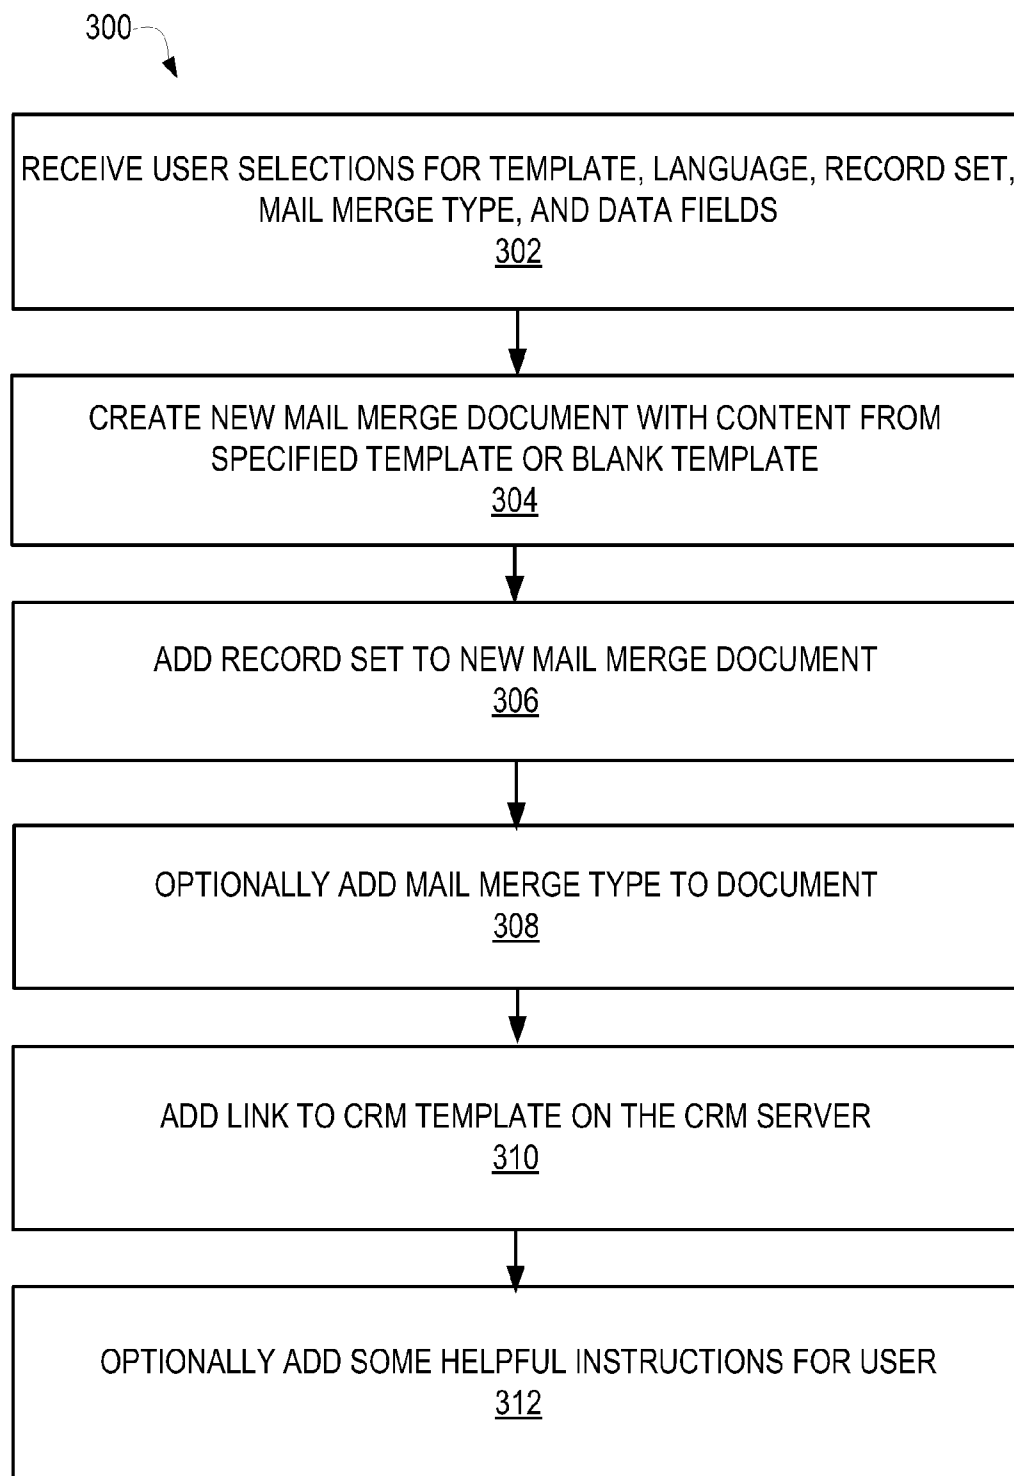 300
RECEIVE USER SELECTIONS FOR TEMPLATE, LANGUAGE, RECORD SET,
MAIL MERGE TYPE, AND DATA FIELDS
302
CREATE NEW MAIL MERGE DOCUMENT WITH CONTENT FROM
SPECIFIED TEMPLATE OR BLANK TEMPLATE
304
ADD RECORD SET TO NEW MAIL MERGE DOCUMENT
306
OPTIONALLY ADD MAIL MERGE TYPE TO DOCUMENT
308
ADD LINK TO CRM TEMPLATE ON THE CRM SERVER
310
OPTIONALLY ADD SOME HELPFUL INSTRUCTIONS FOR USER
312